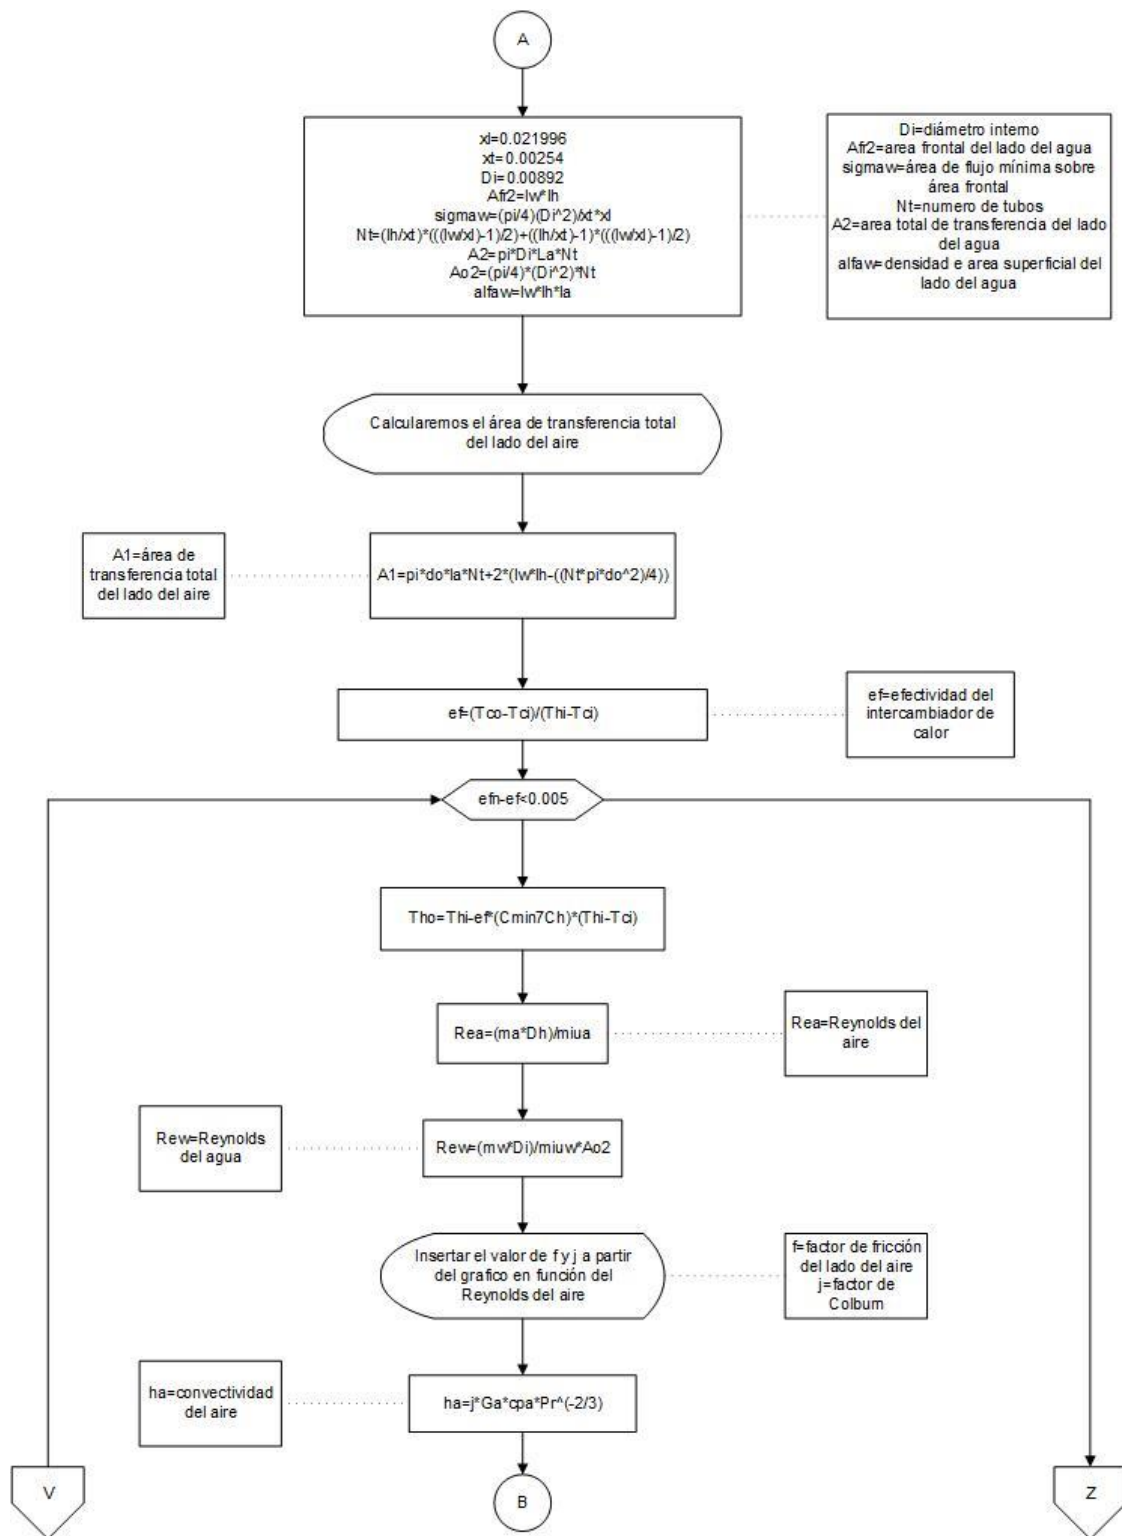 A
xl=0.021996
xt=0.00254
Di=0.00892
Afr2=lw*lh
sigmaw=(pi/4)(Di^2)/xt*xl
Nt=(lh/xt)*(((lw/xl)-1)/2)+((lh/xt)-1)*(((lw/xl)-1)/2)
A2=pi*Di*La*Nt
Ao2=(pi/4)*(Di^2)*Nt
alfaw=lw*lh*la
Di=diámetro interno
Afr2=area frontal del lado del agua
sigmaw=área de flujo mínima sobre
área frontal
Nt=numero de tubos
A2=area total de transferencia del lado
del agua
alfaw=densidad e area superficial del
lado del agua
Calcularemos el área de transferencia total
del lado del aire
A1=área de
transferencia total
del lado del aire
A1=pi*do*la*Nt+2*(lw*lh-((Nt*pi*do^2)/4))
ef=(Tco-Tci)/(Thi-Tci)
ef=efectividad del
intercambiador de
calor
efn-ef<0.005
Tho=Thi-ef*(Cmin7Ch)*(Thi-Tci)
Rea=(ma*Dh)/miua
Rea=Reynolds del
aire
Rew=Reynolds
del agua
Rew=(mw*Di)/miuw*Ao2
Insertar el valor de f y j a partir
del grafico en función del
Reynolds del aire
f=factor de fricción
del lado del aire
j=factor de
Colburn
ha=convectividad
del aire
ha=j*Ga*cpa*Pr^(-2/3)
V
B
Z